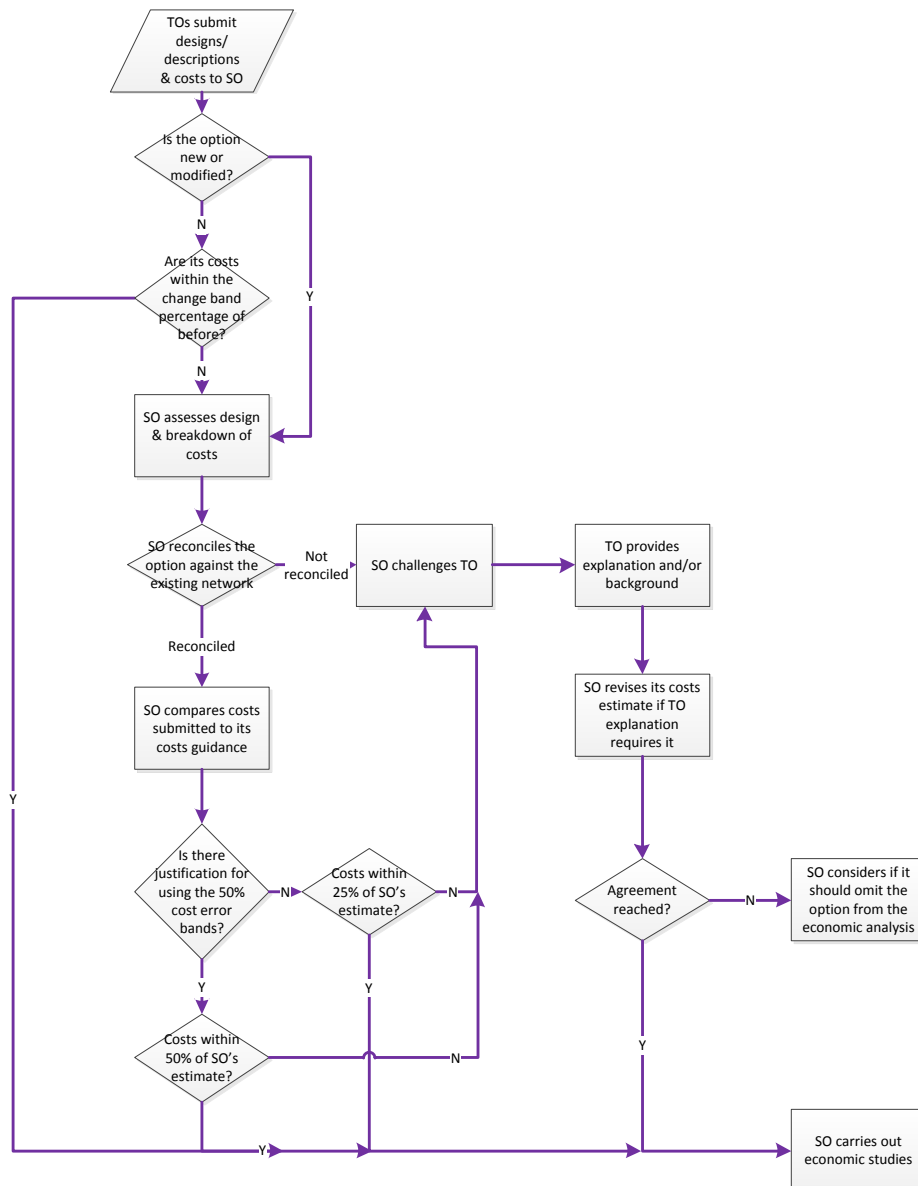 TOs submit
designs/
descriptions
& costs to SO
Is the option
new or
modified?
N
Y
Are its costs
within the
change band
percentage of
before?
N
SO assesses design
& breakdown of
costs
SO reconciles the
option against the
existing network
Not
reconciled
SO challenges TO
TO provides
explanation and/or
background
Reconciled
SO compares costs
submitted to its
costs guidance
SO revises its costs
estimate if TO
explanation
requires it
Y
Is there
justification for
using the 50%
cost error
bands?
N
Costs within
25% of SO's
estimate?
N
Agreement
reached?
N
SO considers if it
should omit the
option from the
economic analysis
Y
Y
Costs within
50% of SO's
estimate?
N
Y
Y
SO carries out
economic studies